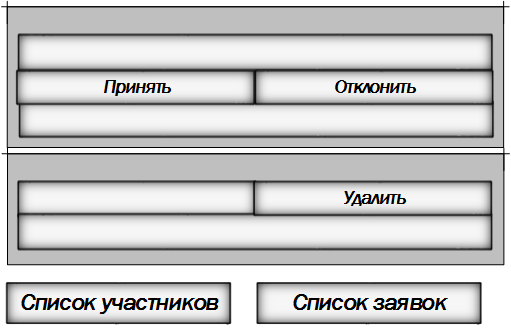 Принять Отклонить
Удалить
Список участников Список заявок